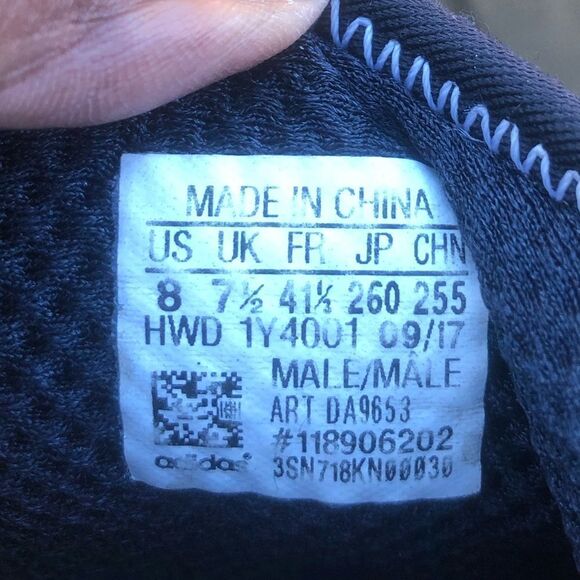 MADE IN CHINA
US UK FR JP CHN
8 7½ 41⅓ 260 255
HWD 1Y4001 09/17
MALE/MÂLE
ART DA9653
#118906202
adidas®
3SN718KN00030